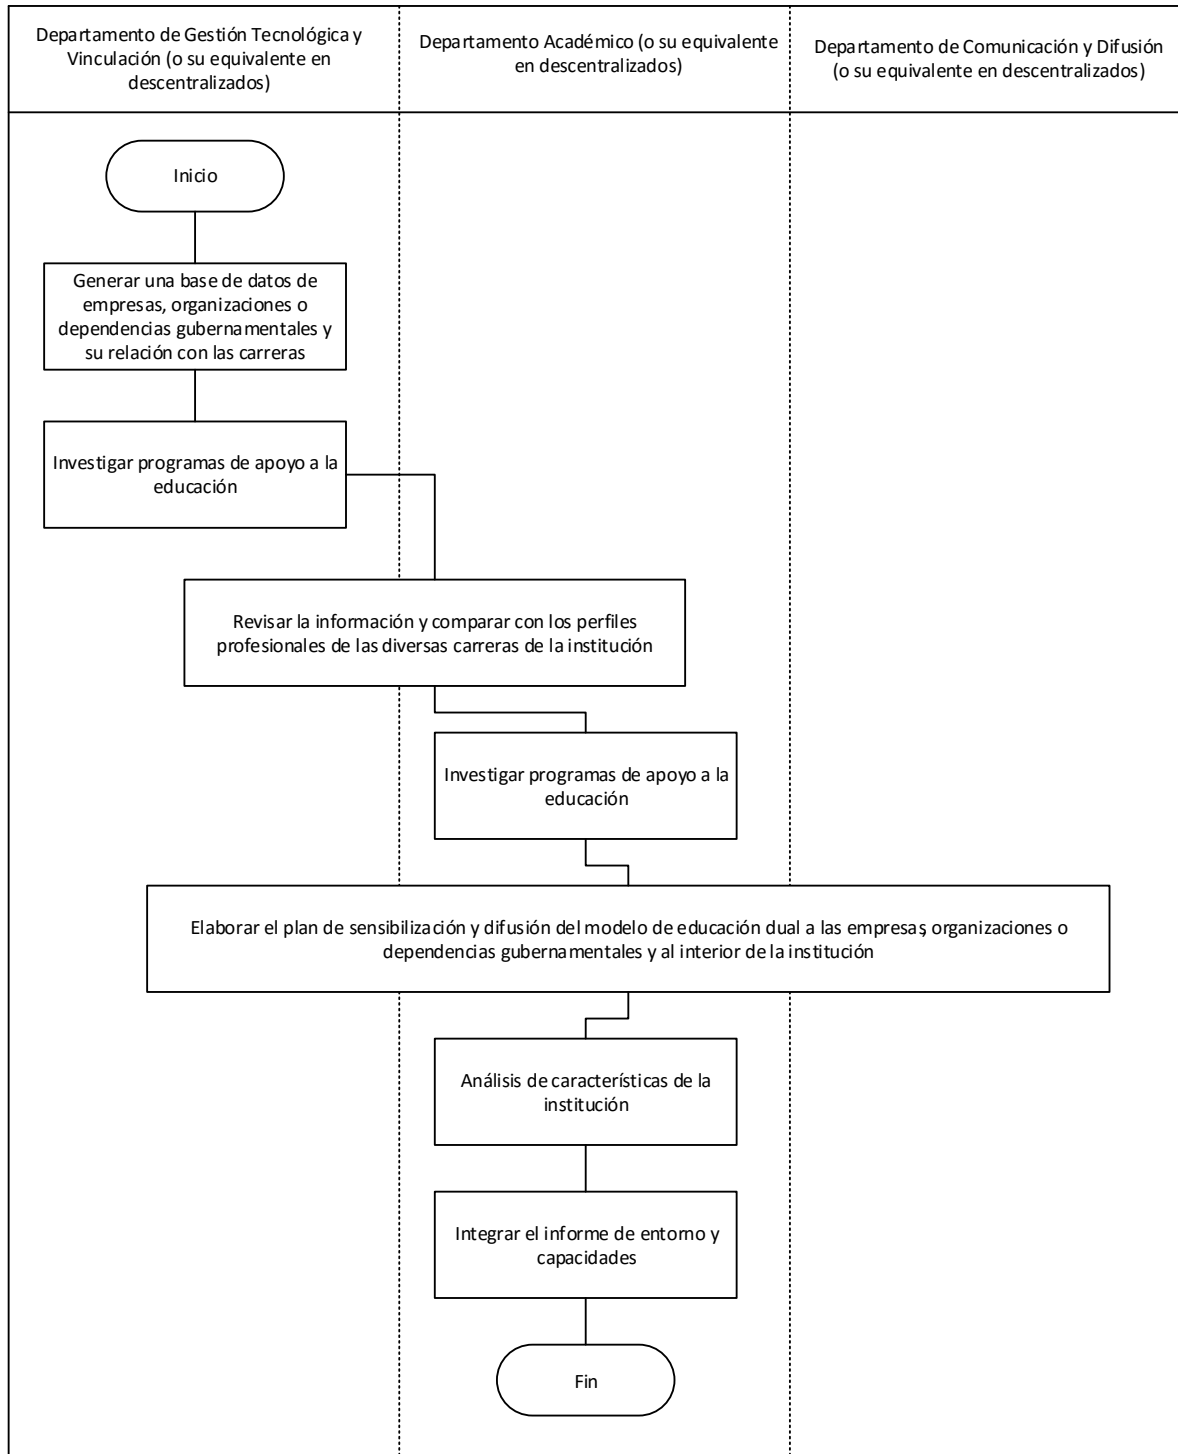 Departamento de Gestión Tecnológica y
Vinculación (o su equivalente en
descentralizados)
Departamento Académico (o su equivalente
en descentralizados)
Departamento de Comunicación y Difusión
(o su equivalente en descentralizados)
Inicio
Generar una base de datos de
empresas, organizaciones o
dependencias gubernamentales y
su relación con las carreras
Investigar programas de apoyo a la
educación
Revisar la información y comparar con los perfiles
profesionales de las diversas carreras de la institución
Investigar programas de apoyo a la
educación
Elaborar el plan de sensibilización y difusión del modelo de educación dual a las empresas, organizaciones o
dependencias gubernamentales y al interior de la institución
Análisis de características de la
institución
Integrar el informe de entorno y
capacidades
Fin